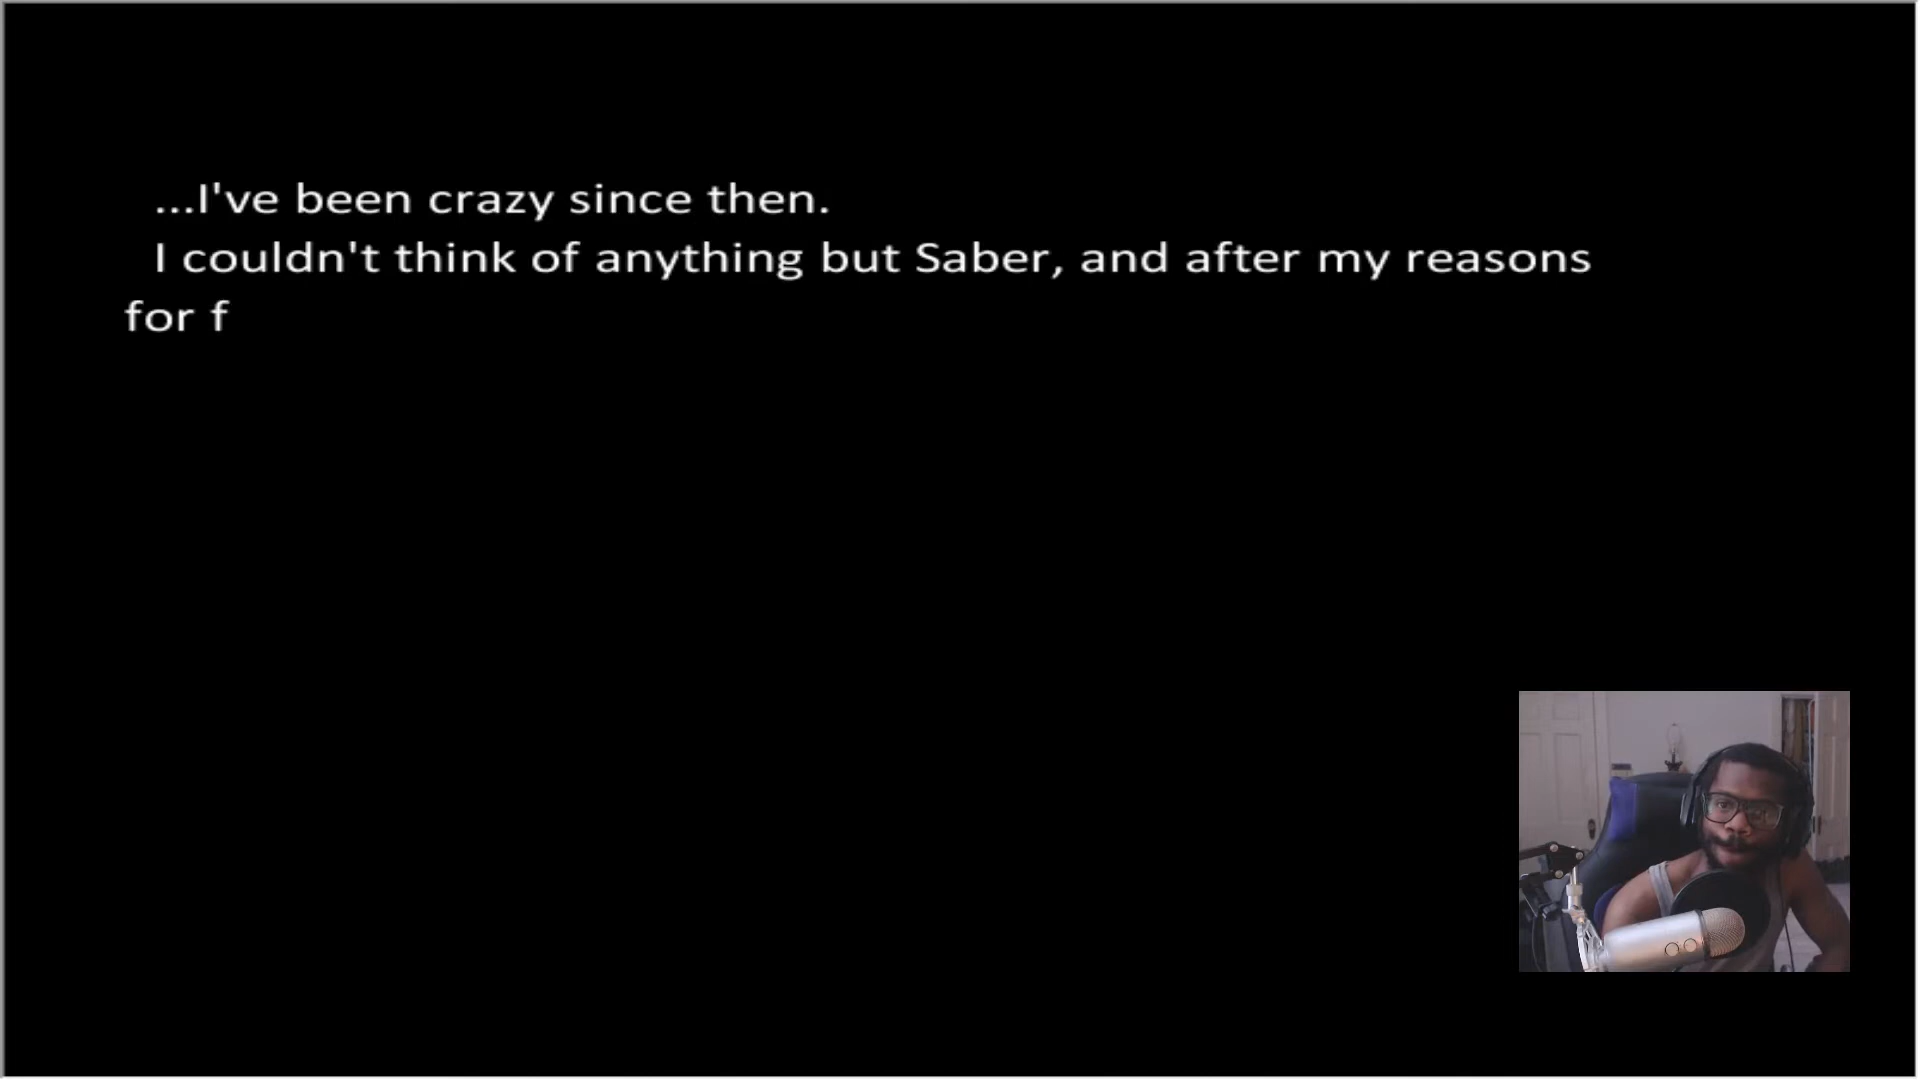 ...I've been crazy since then.
I couldn't think of anything but Saber, and after my reasons
for f